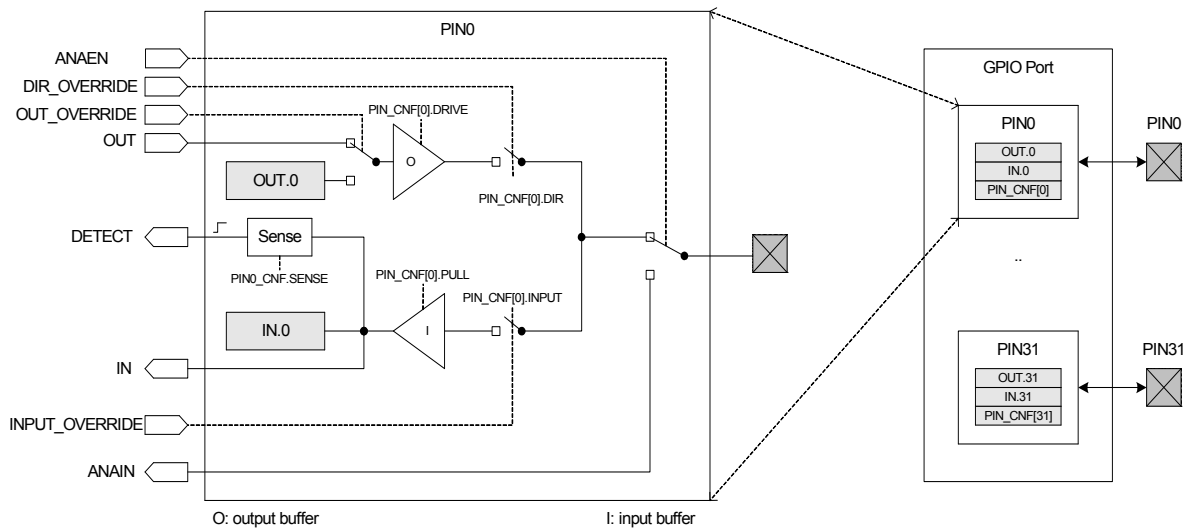 PIN0
ANAEN
DIR_OVERRIDE
OUT_OVERRIDE
OUT
PIN_CNF[0].DRIVE
O
OUT.0
PIN_CNF[0].DIR
DETECT
Sense
PIN0_CNF.SENSE
PIN_CNF[0].PULL
PIN_CNF[0].INPUT
IN.0
I
IN
INPUT_OVERRIDE
ANAIN
O: output buffer
I: input buffer
GPIO Port
PIN0
OUT.0
IN.0
PIN_CNF[0]
PIN0
..
PIN31
OUT.31
IN.31
PIN_CNF[31]
PIN31